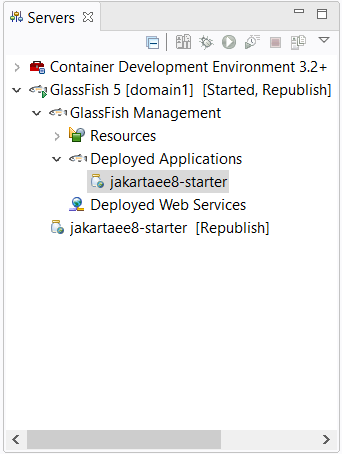 Servers
Container Development Environment 3.2+
GlassFish 5 [domain1] [Started, Republish]
GlassFish Management
Resources
Deployed Applications
jakartaee8-starter
Deployed Web Services
jakartaee8-starter [Republish]